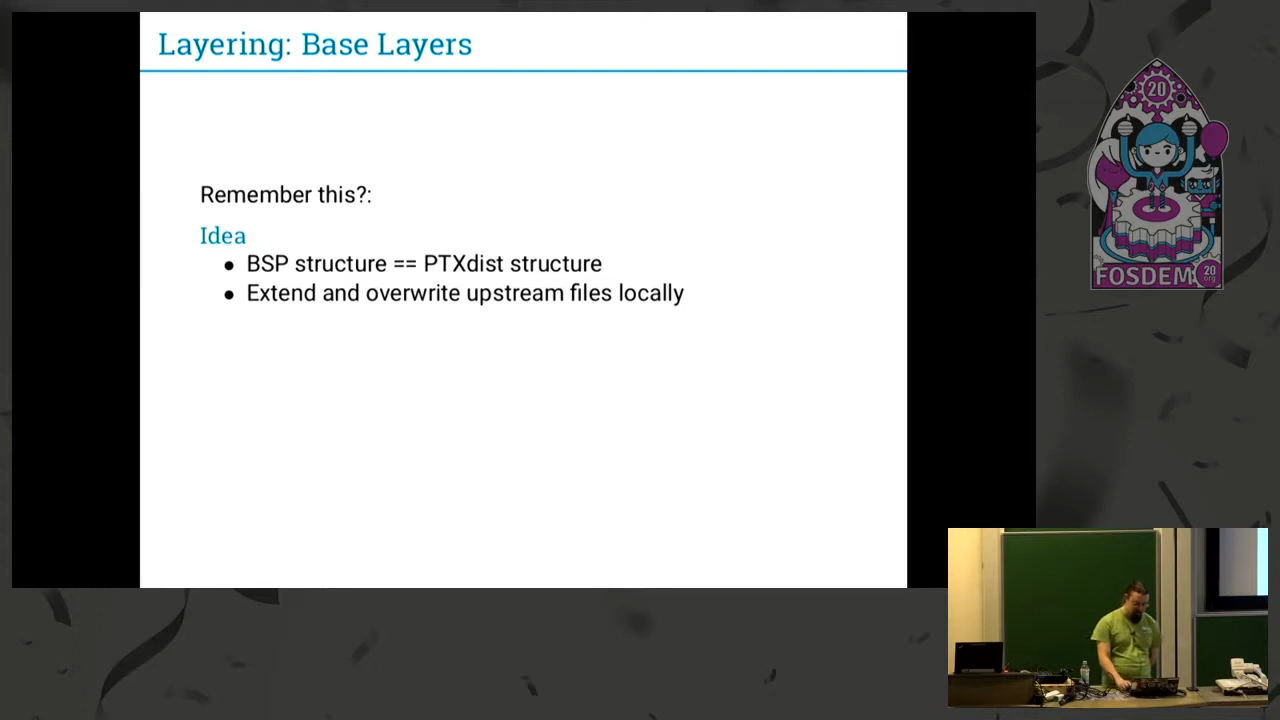 Layering: Base Layers
Remember this?:
Idea
● BSP structure == PTXdist structure
● Extend and overwrite upstream files locally
20
FOSDEM
20
.org